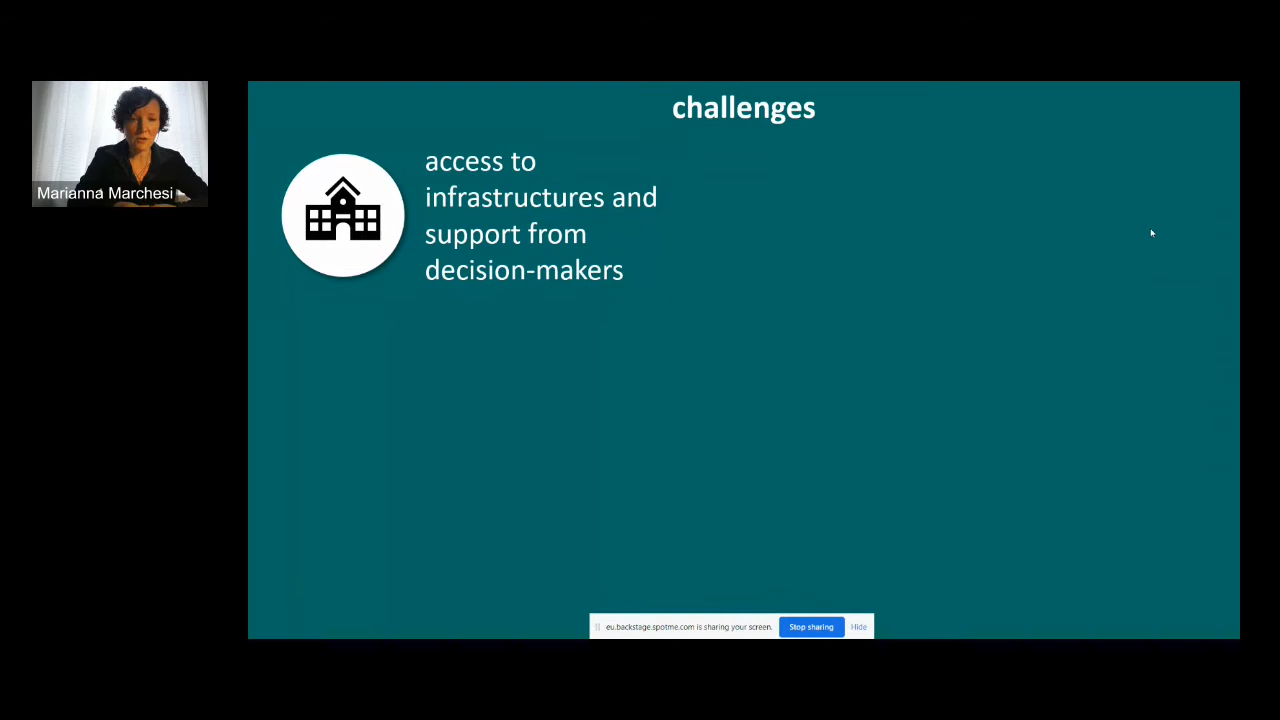 challenges
access to
infrastructures and
support from
decision-makers
Marianna Marchesi
eu.backstage.spotme.com is sharing your screen.
Stop sharing
Hide